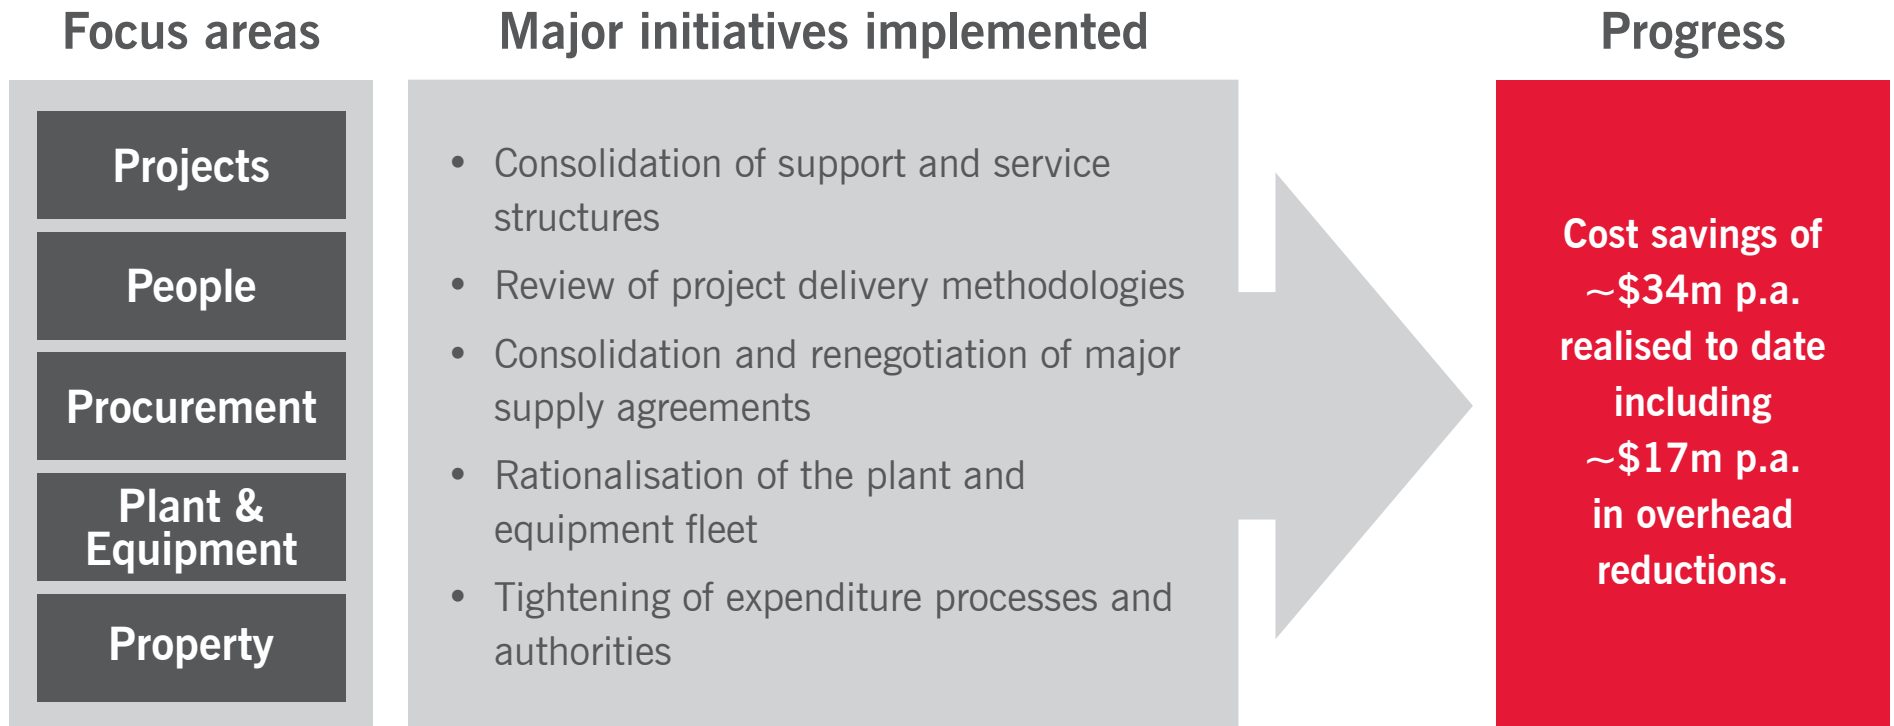 Focus areas
Projects
People
Procurement
Plant &
Equipment
Property
Major initiatives implemented
• Consolidation of support and service
structures
• Review of project delivery methodologies
• Consolidation and renegotiation of major
supply agreements
• Rationalisation of the plant and
equipment fleet
• Tightening of expenditure processes and
authorities
Progress
Cost savings of
~$34m p.a.
realised to date
including
~$17m p.a.
in overhead
reductions.